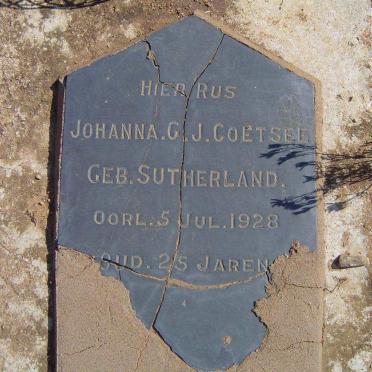 HIER RUS
JOHANNA.G.J.COETSEE
GEB.SUTHERLAND.
OORL.5 JUL.1928
OUD.25 JAREN